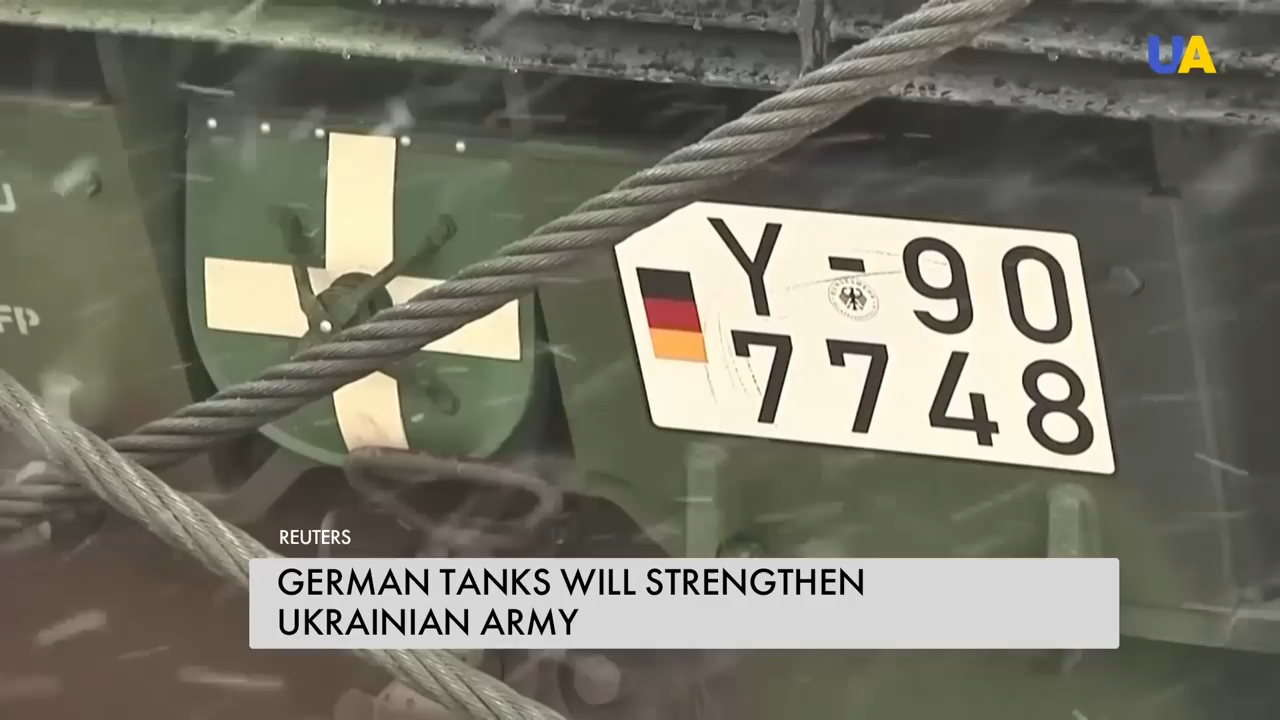 UA
Y-90
7748
REUTERS
GERMAN TANKS WILL STRENGTHEN
UKRAINIAN ARMY